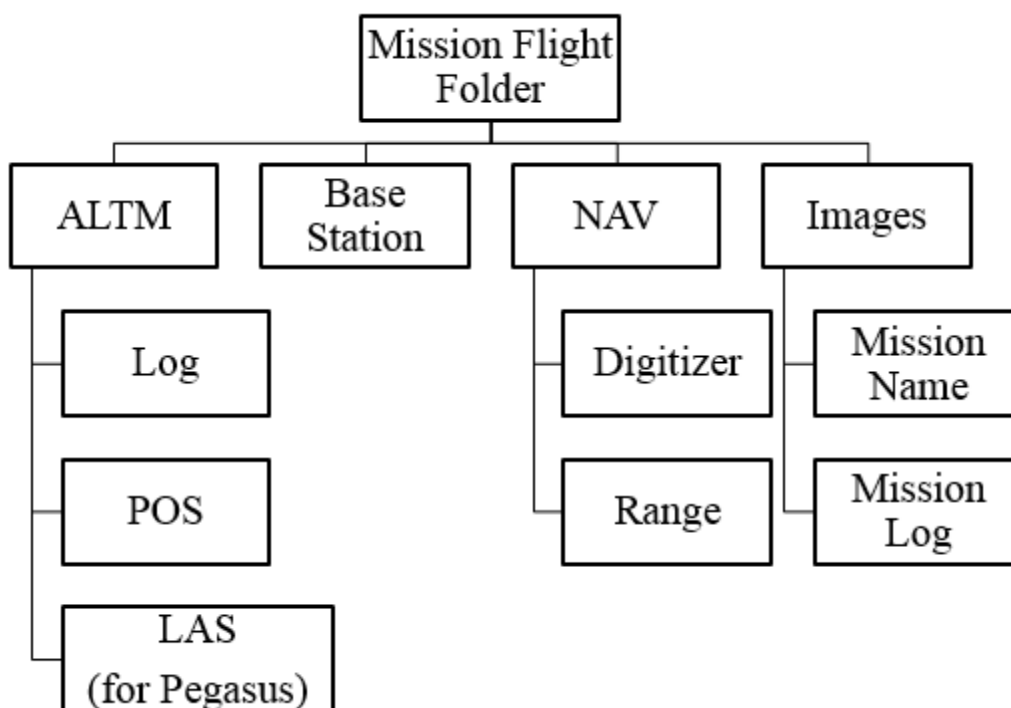 Mission Flight
Folder
ALTM
Base
Station
NAV
Images
Log
POS
LAS
(for Pegasus)
Digitizer
Range
Mission
Name
Mission
Log